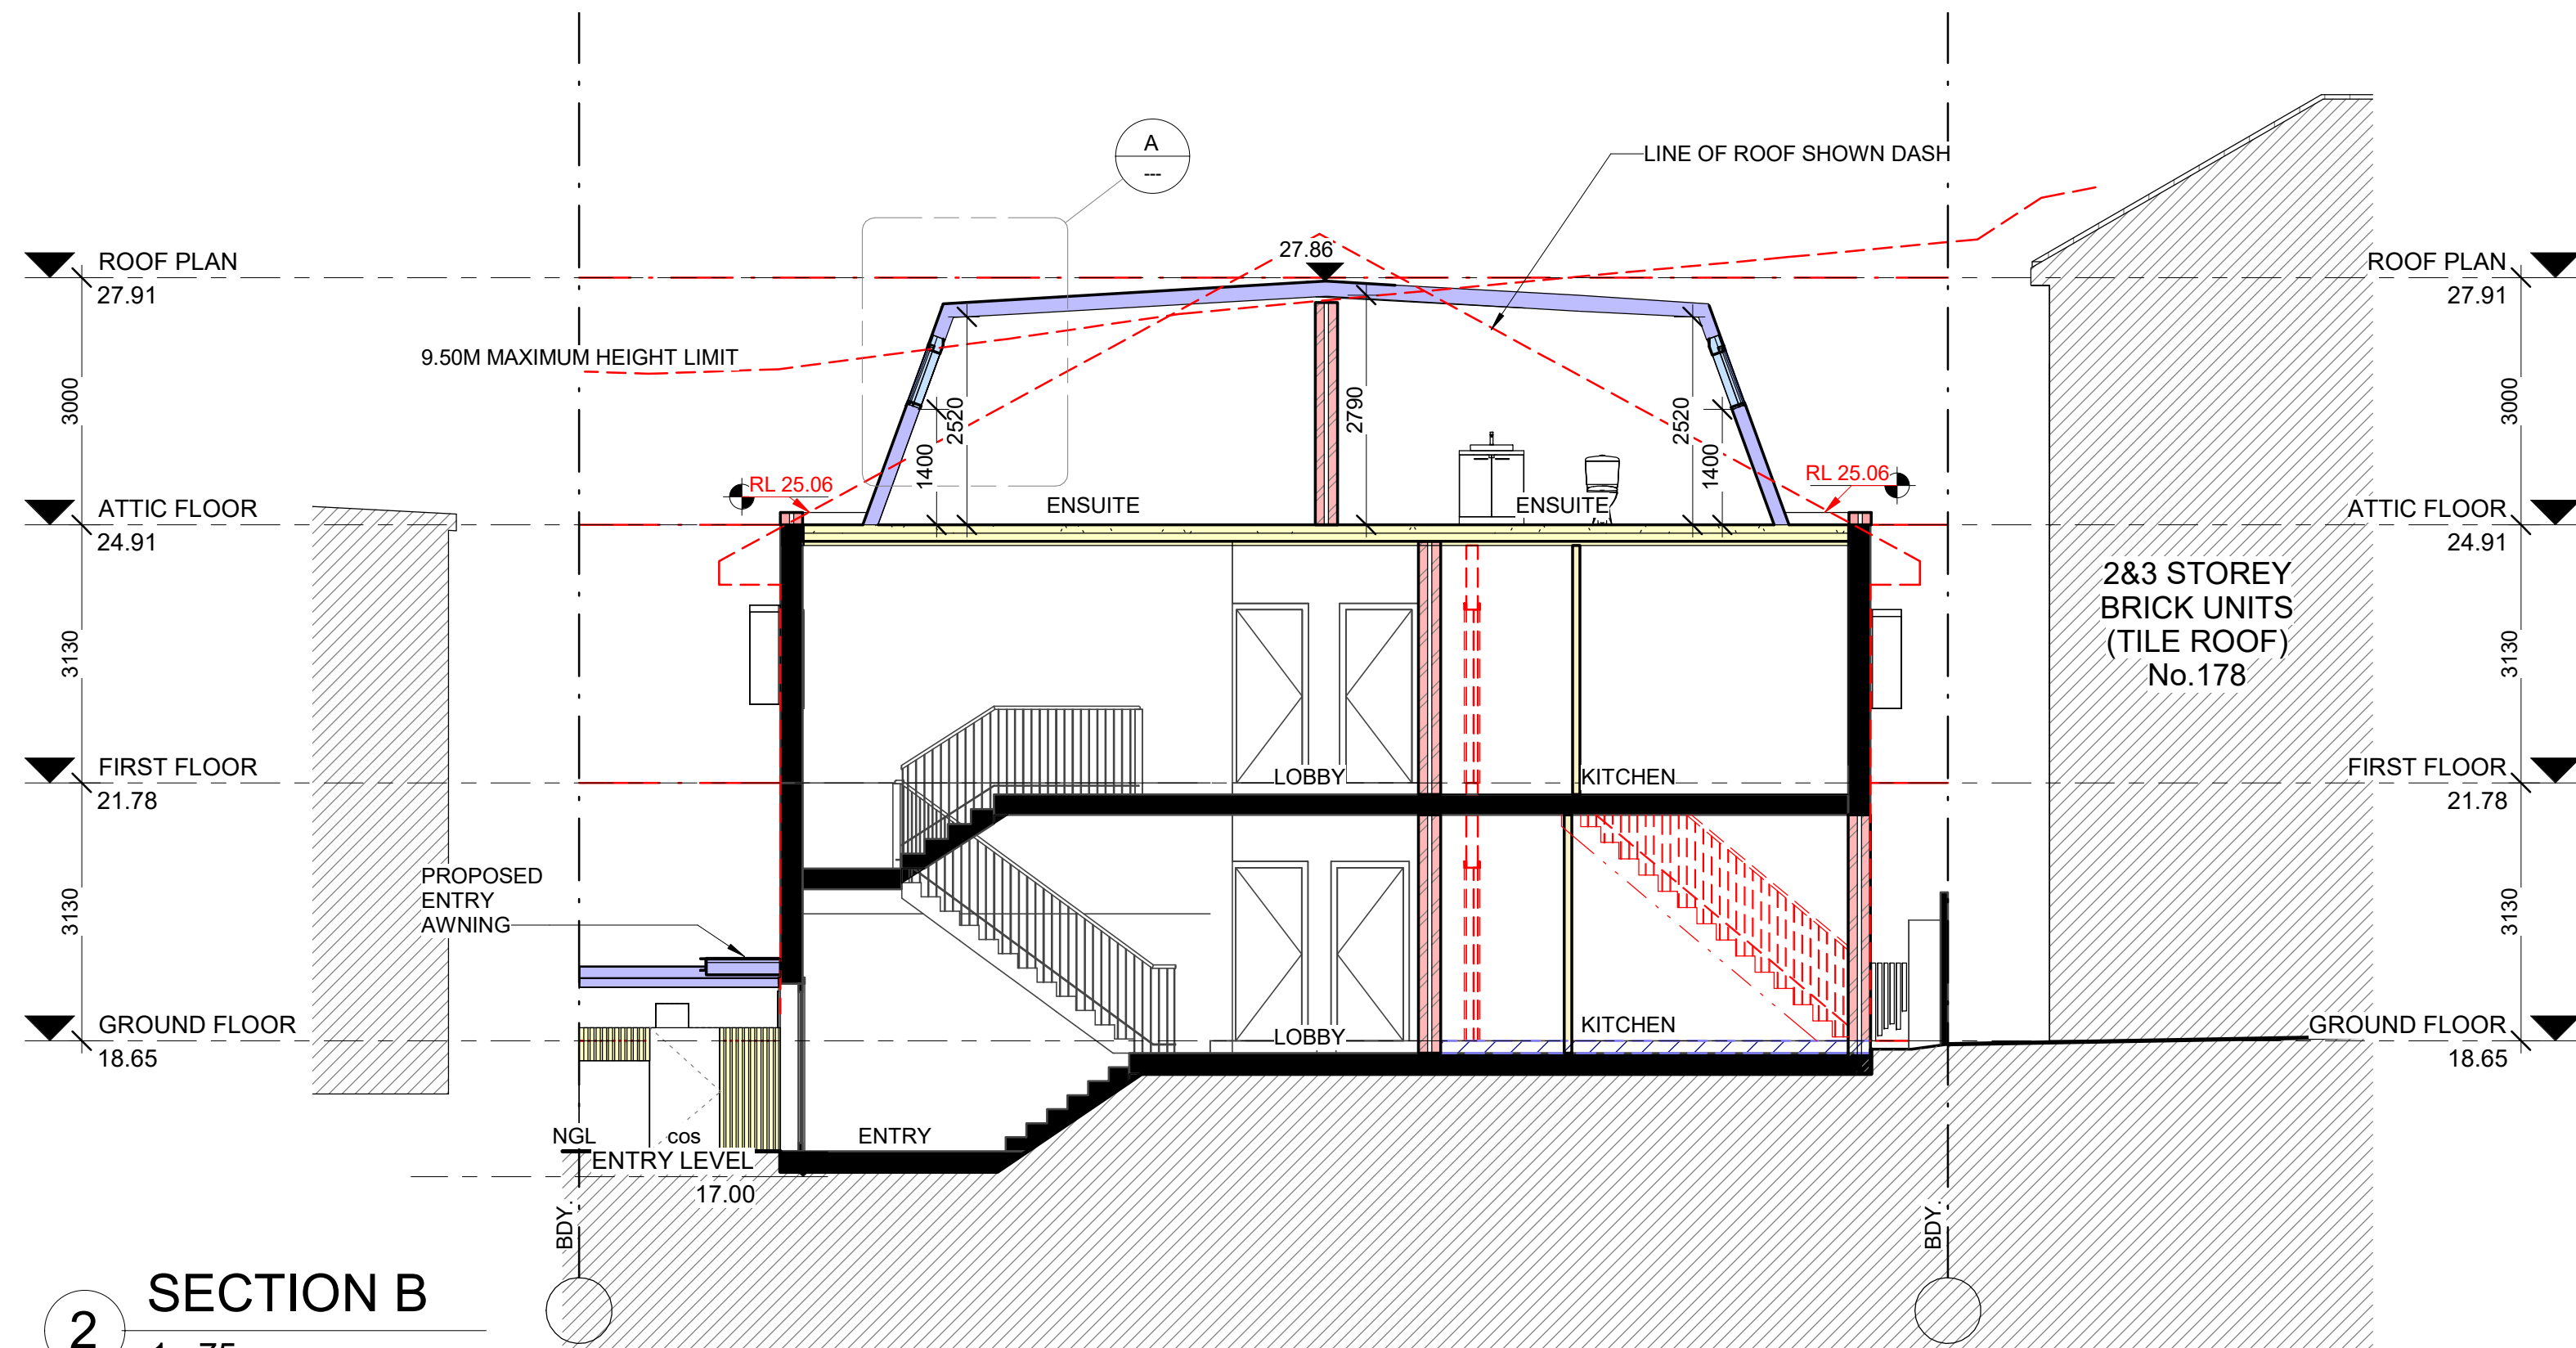 A
---
LINE OF ROOF SHOWN DASH
27.86
ROOF PLAN
27.91
ROOF PLAN
27.91
9.50M MAXIMUM HEIGHT LIMIT
3000
2520
1400
2790
2520
1400
3000
RL 25.06
RL 25.06
ENSUITE
ENSUITE
ATTIC FLOOR
24.91
ATTIC FLOOR
24.91
2&3 STOREY
BRICK UNITS
(TILE ROOF)
No.178
3130
3130
FIRST FLOOR
21.78
LOBBY
KITCHEN
FIRST FLOOR
21.78
PROPOSED
ENTRY
AWNING
3130
3130
GROUND FLOOR
18.65
LOBBY
KITCHEN
GROUND FLOOR
18.65
NGL
cos
ENTRY
ENTRY LEVEL
17.00
BDY.
BDY.
2
SECTION B